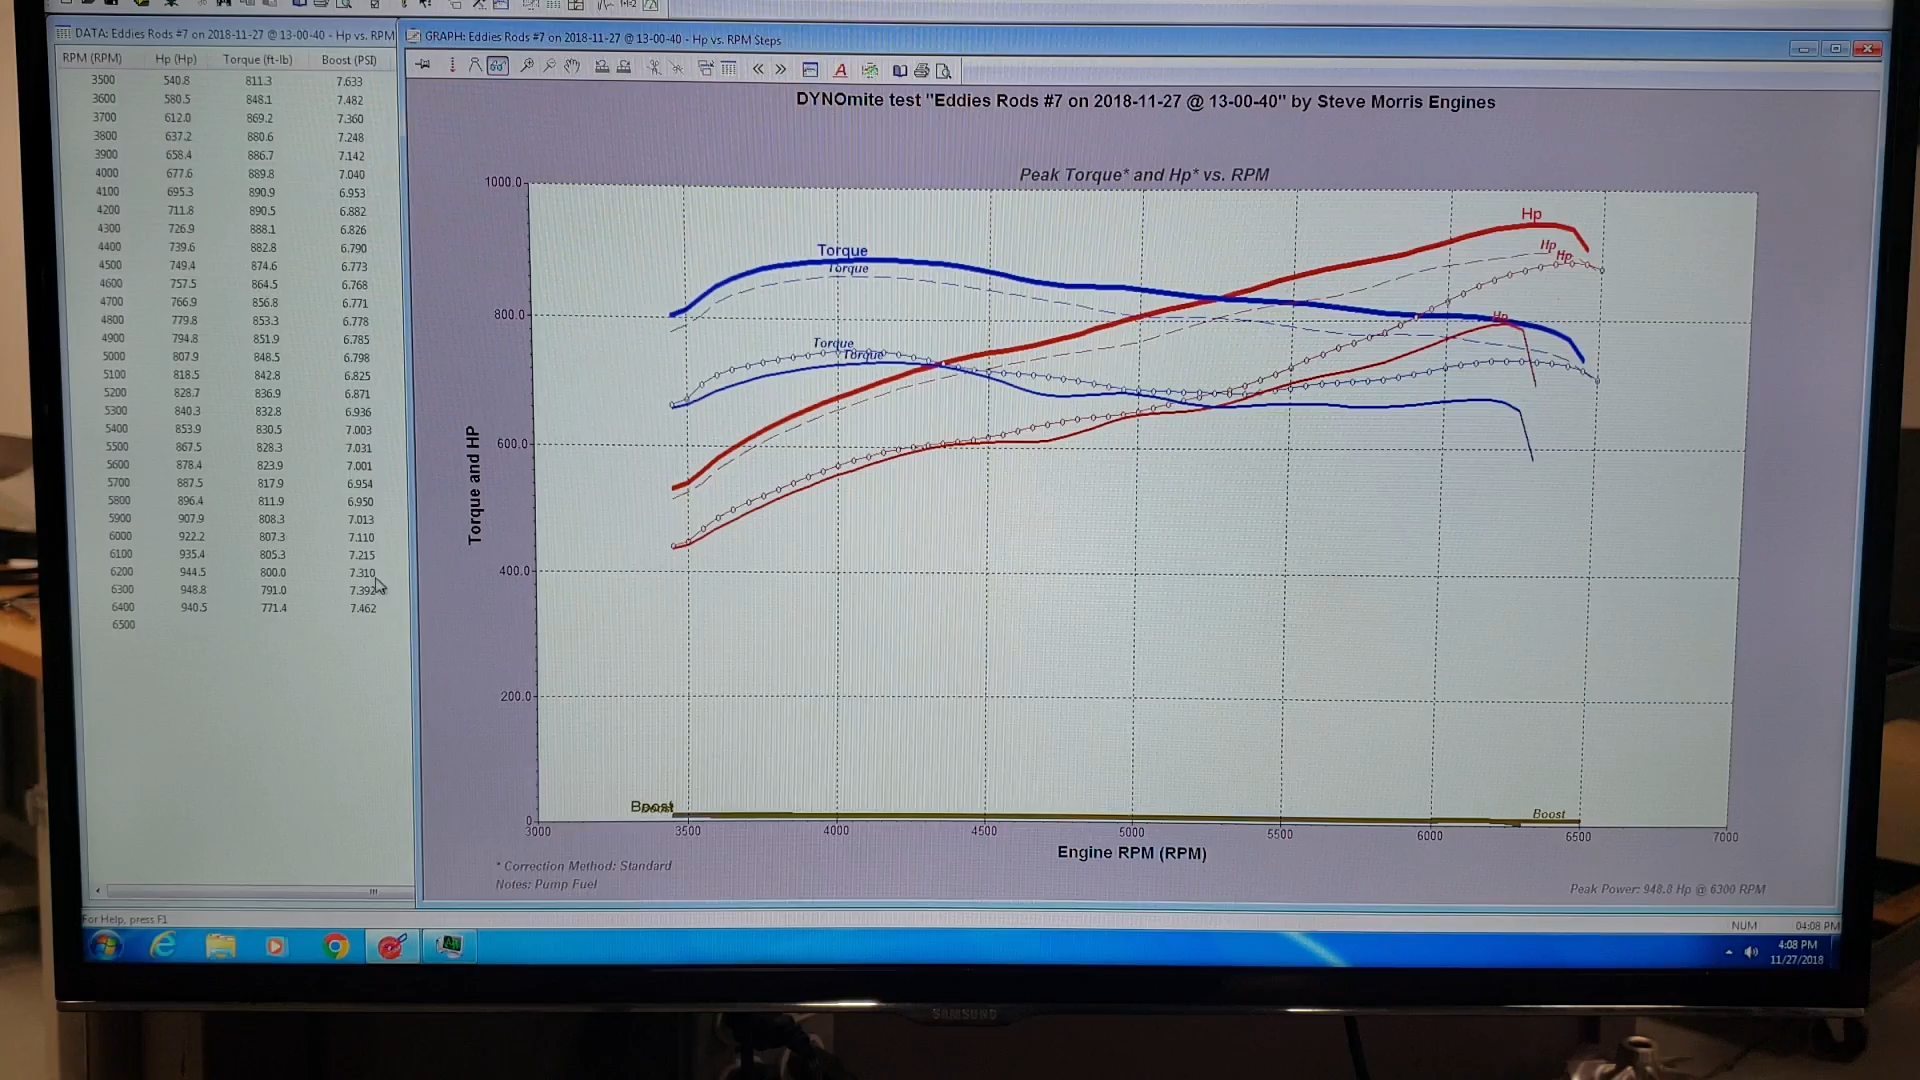 DATA: Eddies Rods #7 on 2018-11-27 @ 13-00-40 - Hp vs. RPM
RPM (RPM) Hp (Hp) Torque (ft-lb) Boost (PSI)
3500 540.8 811.3 7.633
3600 580.5 848.1 7.482
3700 612.0 869.2 7.360
3800 637.2 880.6 7.248
3900 658.4 886.7 7.142
4000 677.6 889.8 7.040
4100 695.3 890.9 6.953
4200 711.8 890.5 6.882
4300 726.9 888.1 6.826
4400 739.6 882.8 6.790
4500 749.4 874.6 6.773
4600 757.5 864.5 6.768
4700 766.9 856.8 6.771
4800 779.8 853.3 6.778
4900 794.8 851.9 6.785
5000 807.9 848.5 6.798
5100 818.5 842.8 6.825
5200 828.7 836.9 6.871
5300 840.3 832.8 6.936
5400 853.9 830.5 7.003
5500 867.5 828.3 7.031
5600 878.4 823.9 7.001
5700 887.5 817.9 6.954
5800 896.4 811.9 6.950
5900 907.9 808.3 7.013
6000 922.2 807.3 7.110
6100 935.4 805.3 7.215
6200 944.5 800.0 7.310
6300 948.8 791.0 7.392
6400 940.5 771.4 7.462
6500
GRAPH: Eddies Rods #7 on 2018-11-27 @ 13-00-40 - Hp vs. RPM Steps
A
DYNOmite test "Eddies Rods #7 on 2018-11-27 @ 13-00-40" by Steve Morris Engines
Peak Torque* and Hp* vs. RPM
1000.0
800.0
600.0
400.0
200.0
0
Torque and HP
Torque
Torque
Torque
Torque
Hp
Hp
Hp
Hp
Boost
Boost
Boost
3000 3500 4000 4500 5000 5500 6000 6500 7000
Engine RPM (RPM)
* Correction Method: Standard
Notes: Pump Fuel
Peak Power: 948.8 Hp @ 6300 RPM
For Help, press F1
NUM 04:08 PM
4:08 PM
11/27/2018
SAMSUNG